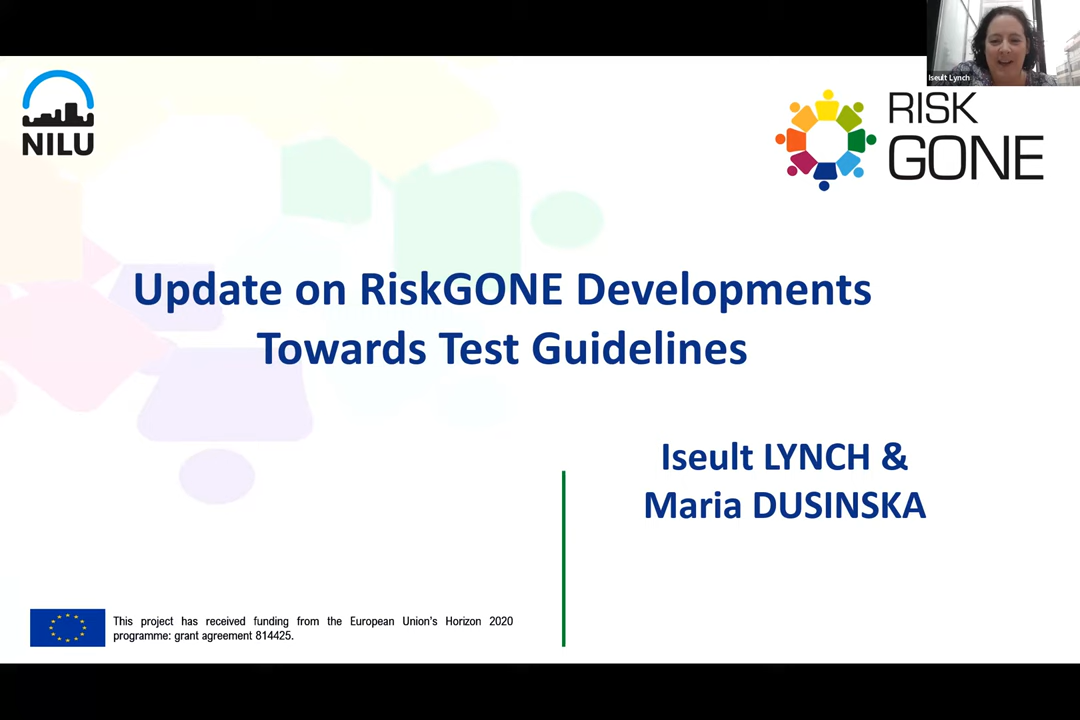 Iseult Lynch
NILU
RISK
GONE
Update on RiskGONE Developments
Towards Test Guidelines
Iseult LYNCH &
Maria DUSINSKA
This project has received funding from the European Union's Horizon 2020
programme: grant agreement 814425.